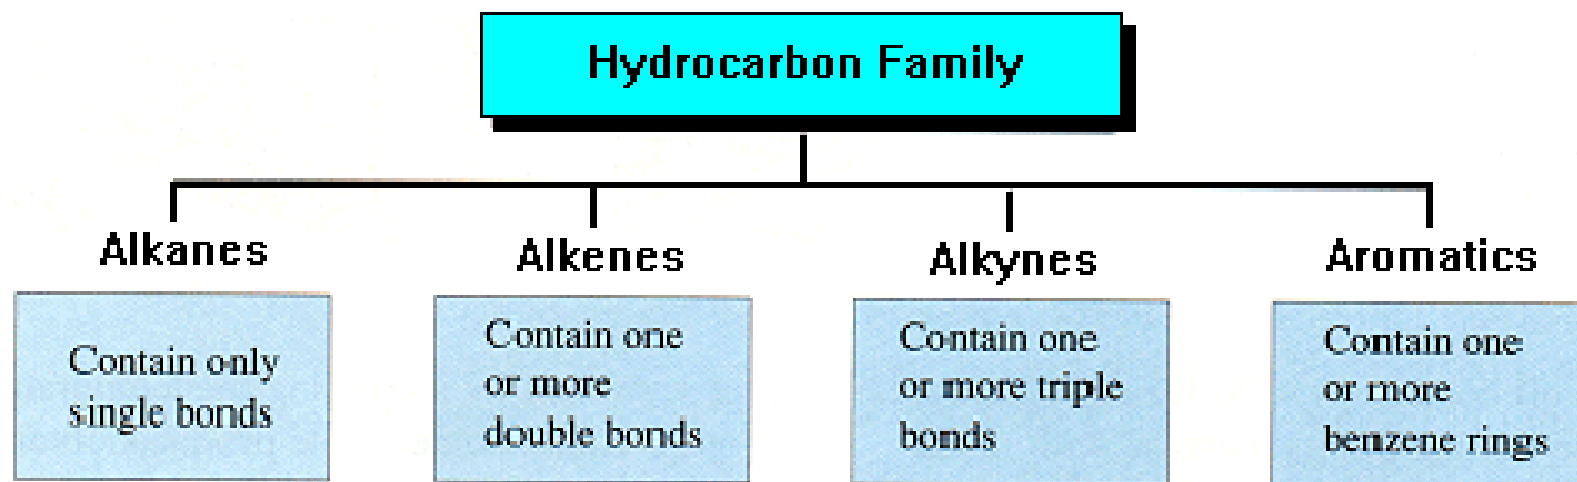 Hydrocarbon Family
Alkanes
Contain only
single bonds
Alkenes
Contain one
or more
double bonds
Alkynes
Contain one
or more triple
bonds
Aromatics
Contain one
or more
benzene rings